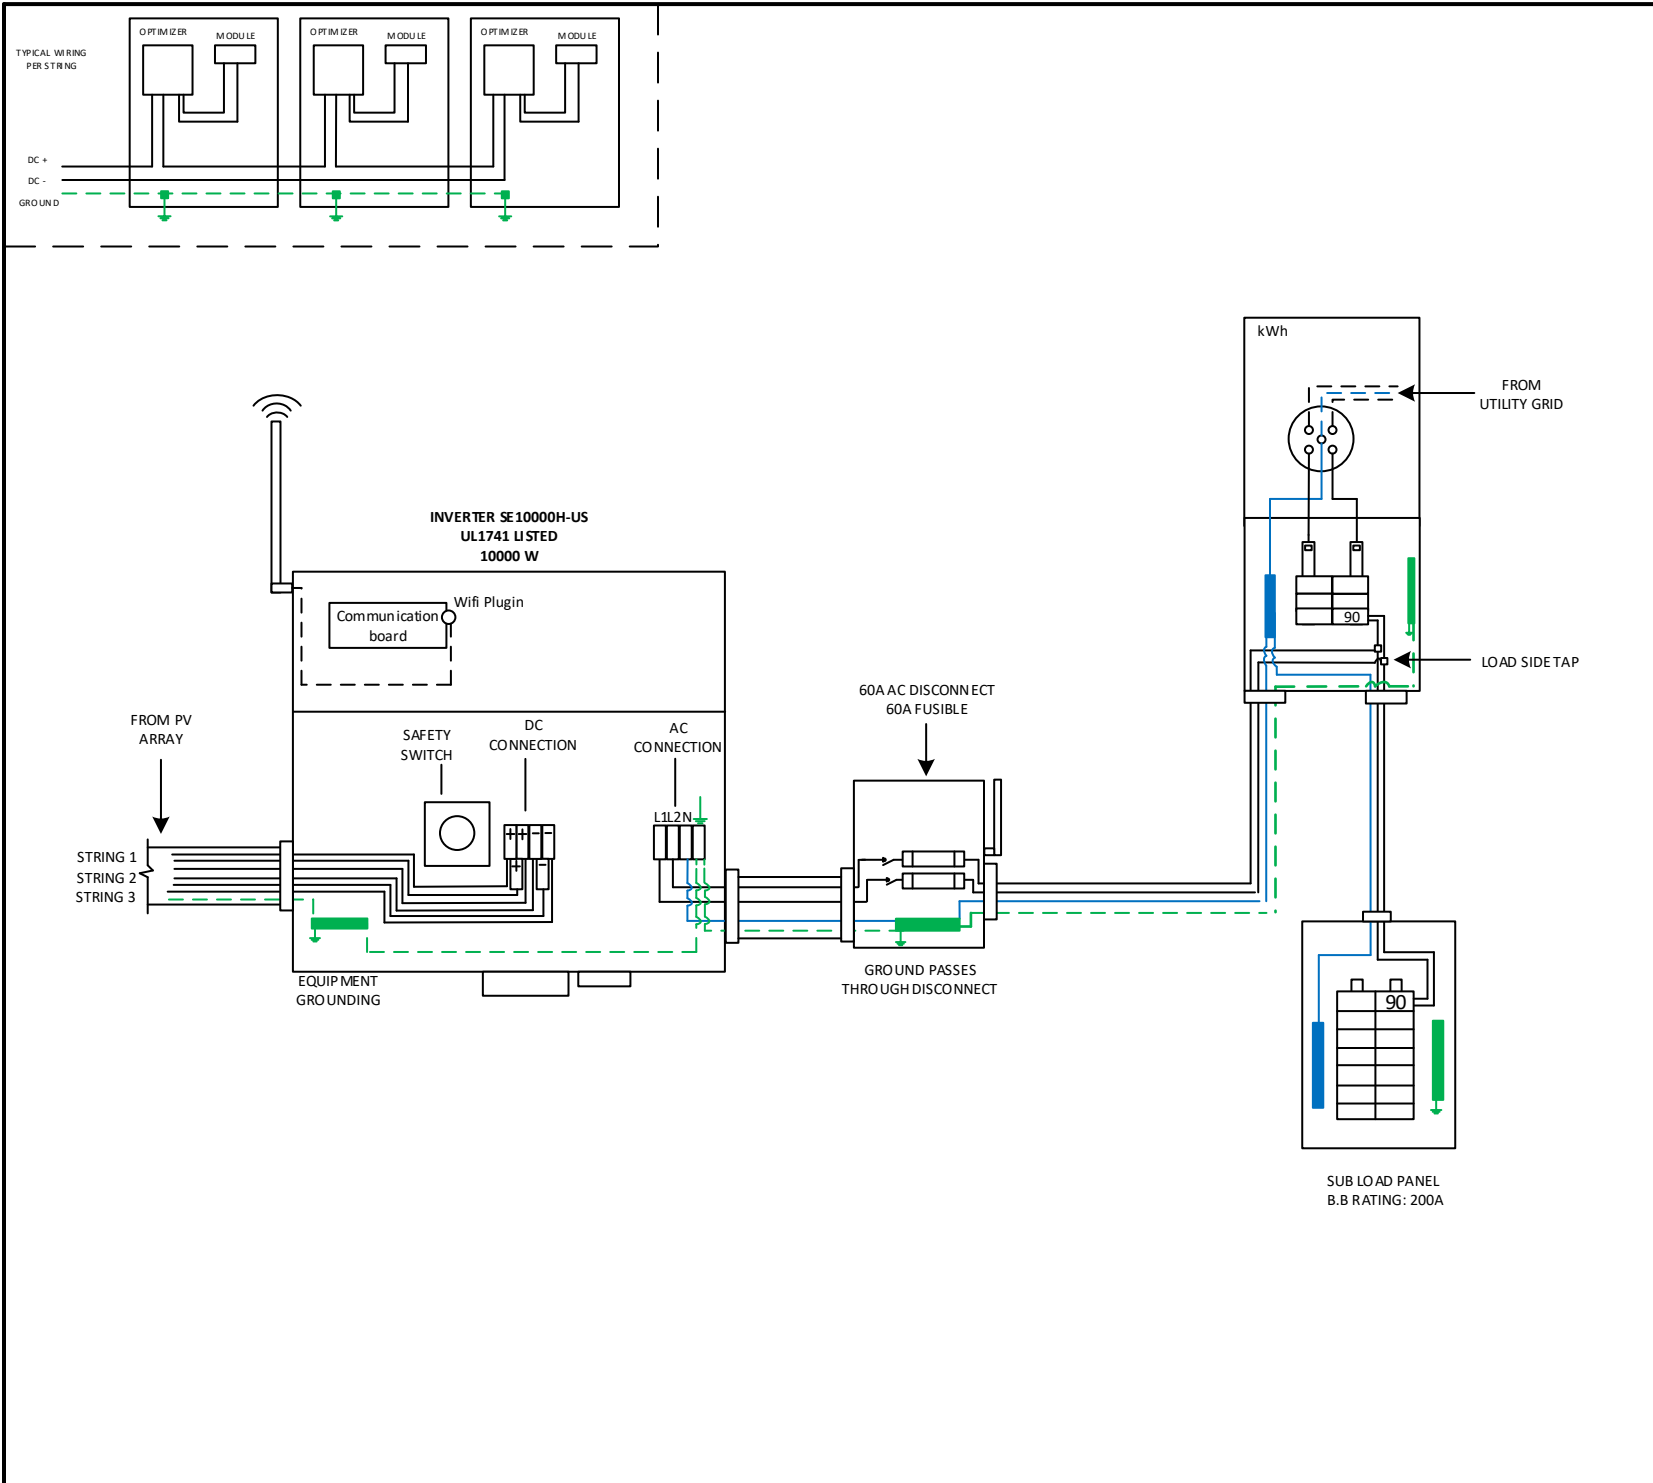 TYPICAL WIRING
PER STRING
OPTIMIZER
MODULE
OPTIMIZER
MODULE
OPTIMIZER
MODULE
DC +
DC -
GROUND
kWh
FROM
UTILITY GRID
INVERTER SE10000H-US
UL1741 LISTED
10000 W
Communication
board
Wifi Plugin
90
LOAD SIDE TAP
60A AC DISCONNECT
60A FUSIBLE
FROM PV
ARRAY
SAFETY
SWITCH
DC
CONNECTION
AC
CONNECTION
L1L2N
+ + - -
+ -
STRING 1
STRING 2
STRING 3
EQUIPMENT
GROUNDING
GROUND PASSES
THROUGH DISCONNECT
90
SUB LOAD PANEL
B.B RATING: 200A